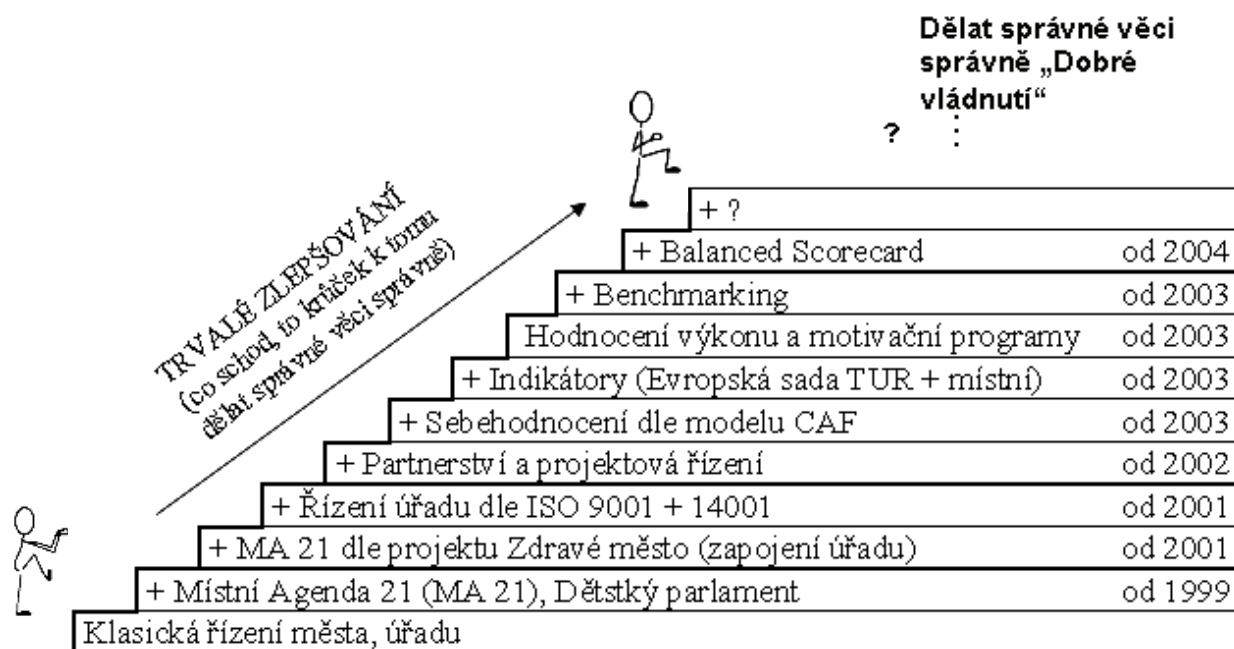 Dělat správné věci
správně „Dobré
vládnutí“
?
TRVALÉ ZLEPŠOVÁNÍ
(co schod, to krůček k tomu
dělat správné věci správně)
+ ?
+ Balanced Scorecard od 2004
+ Benchmarking od 2003
Hodnocení výkonu a motivační programy od 2003
+ Indikátory (Evropská sada TUR + místní) od 2003
+ Sebehodnocení dle modelu CAF od 2003
+ Partnerství a projektová řízení od 2002
+ Řízení úřadu dle ISO 9001 + 14001 od 2001
+ MA 21 dle projektu Zdravé město (zapojení úřadu) od 2001
+ Místní Agenda 21 (MA 21), Dětstký parlament od 1999
Klasická řízení města, úřadu